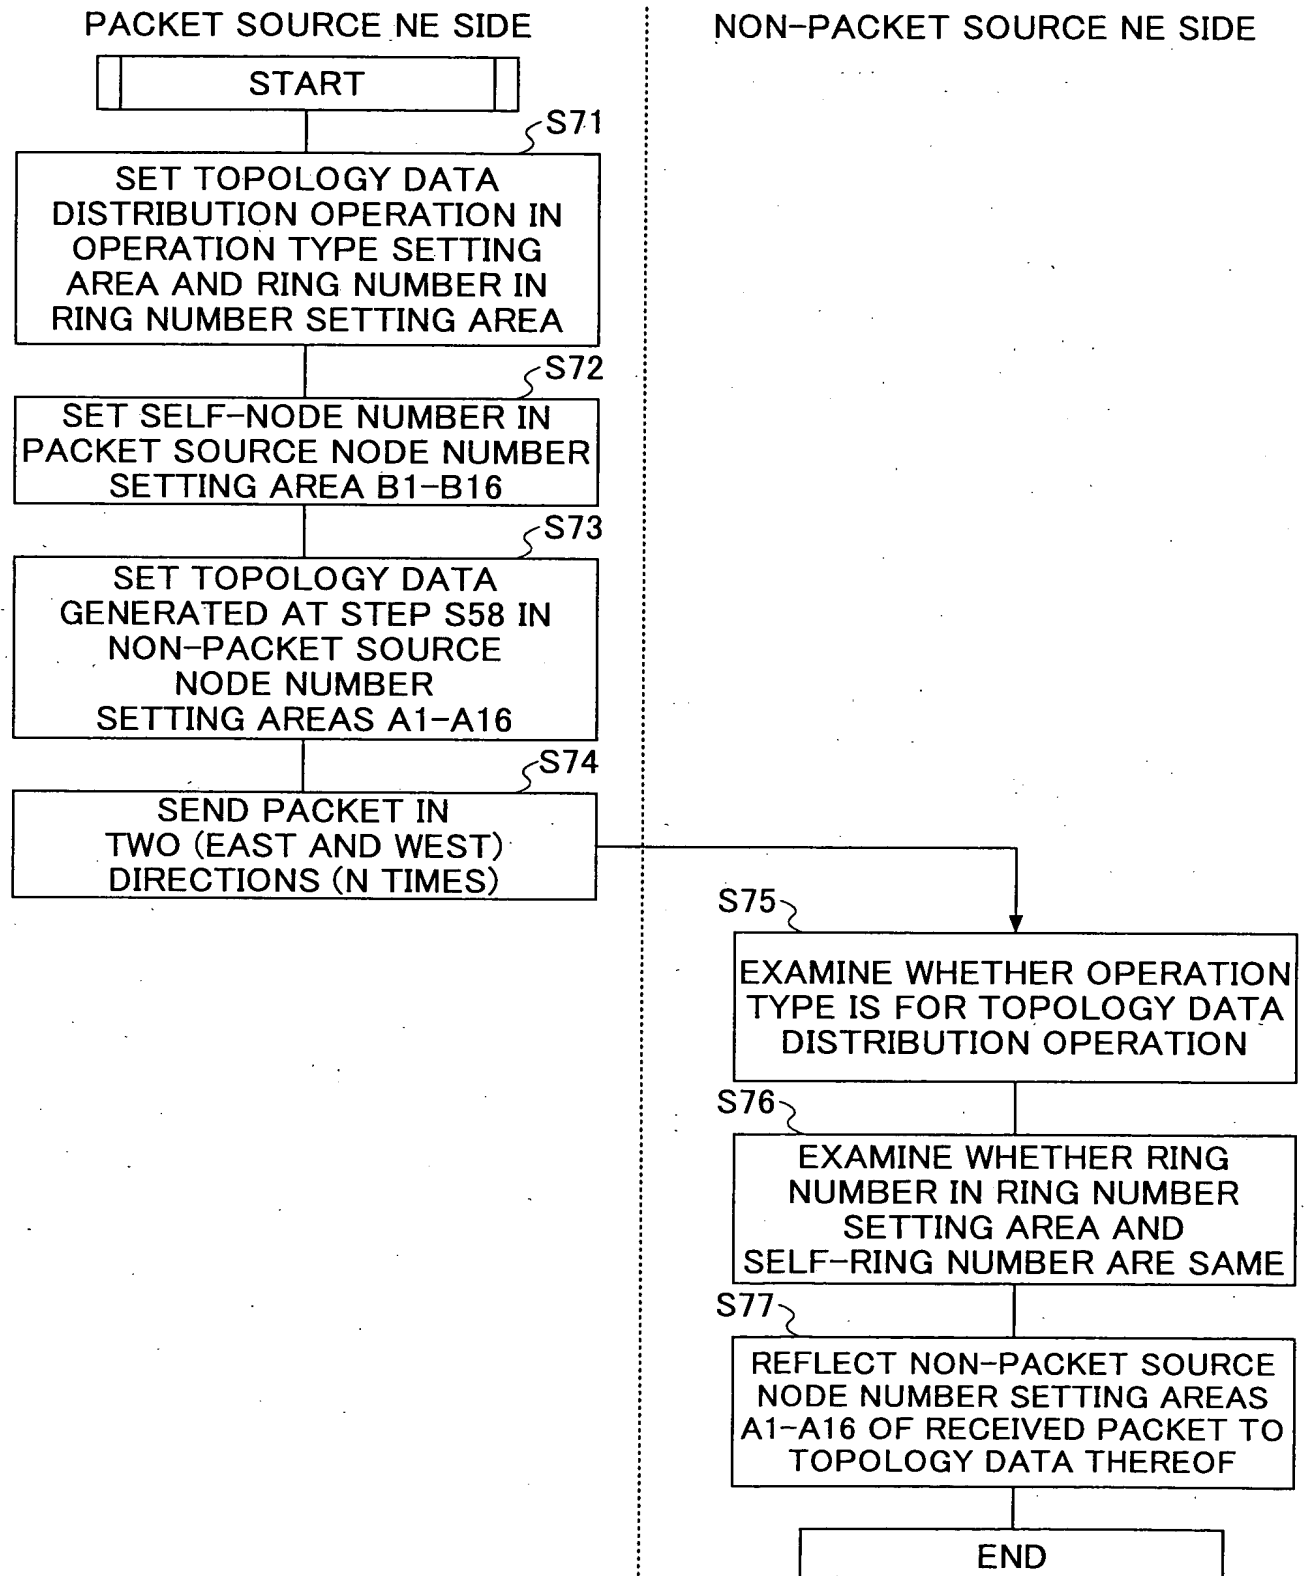 PACKET SOURCE NE SIDE
NON-PACKET SOURCE NE SIDE
START
S71
SET TOPOLOGY DATA
DISTRIBUTION OPERATION IN
OPERATION TYPE SETTING
AREA AND RING NUMBER IN
RING NUMBER SETTING AREA
S72
SET SELF-NODE NUMBER IN
PACKET SOURCE NODE NUMBER
SETTING AREA B1-B16
S73
SET TOPOLOGY DATA
GENERATED AT STEP S58 IN
NON-PACKET SOURCE
NODE NUMBER
SETTING AREAS A1-A16
S74
SEND PACKET IN
TWO (EAST AND WEST)
DIRECTIONS (N TIMES)
S75
EXAMINE WHETHER OPERATION
TYPE IS FOR TOPOLOGY DATA
DISTRIBUTION OPERATION
S76
EXAMINE WHETHER RING
NUMBER IN RING NUMBER
SETTING AREA AND
SELF-RING NUMBER ARE SAME
S77
REFLECT NON-PACKET SOURCE
NODE NUMBER SETTING AREAS
A1-A16 OF RECEIVED PACKET TO
TOPOLOGY DATA THEREOF
END